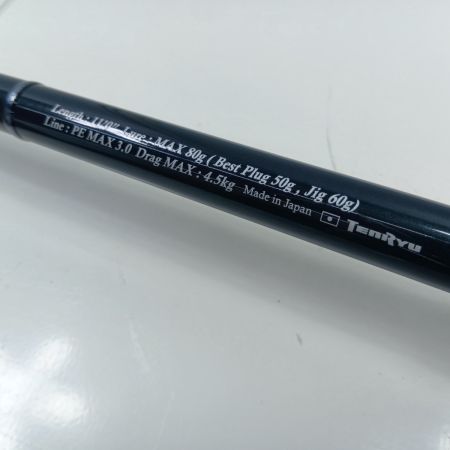 Length : 11'0" Lure : MAX 80g ( Best Plug 50g , Jig 60g)
Line : PE MAX 3.0 Drag MAX : 4.5kg Made in Japan TENRYU